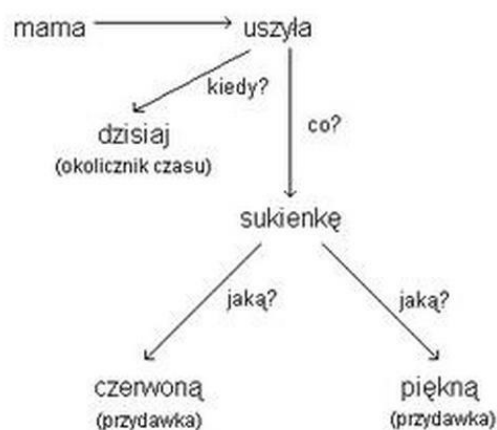 mama uszyła
kiedy?
dzisiaj
(okolicznik czasu)
co?
sukienkę
jaką? jaką?
czerwoną piękną
(przydawka) (przydawka)